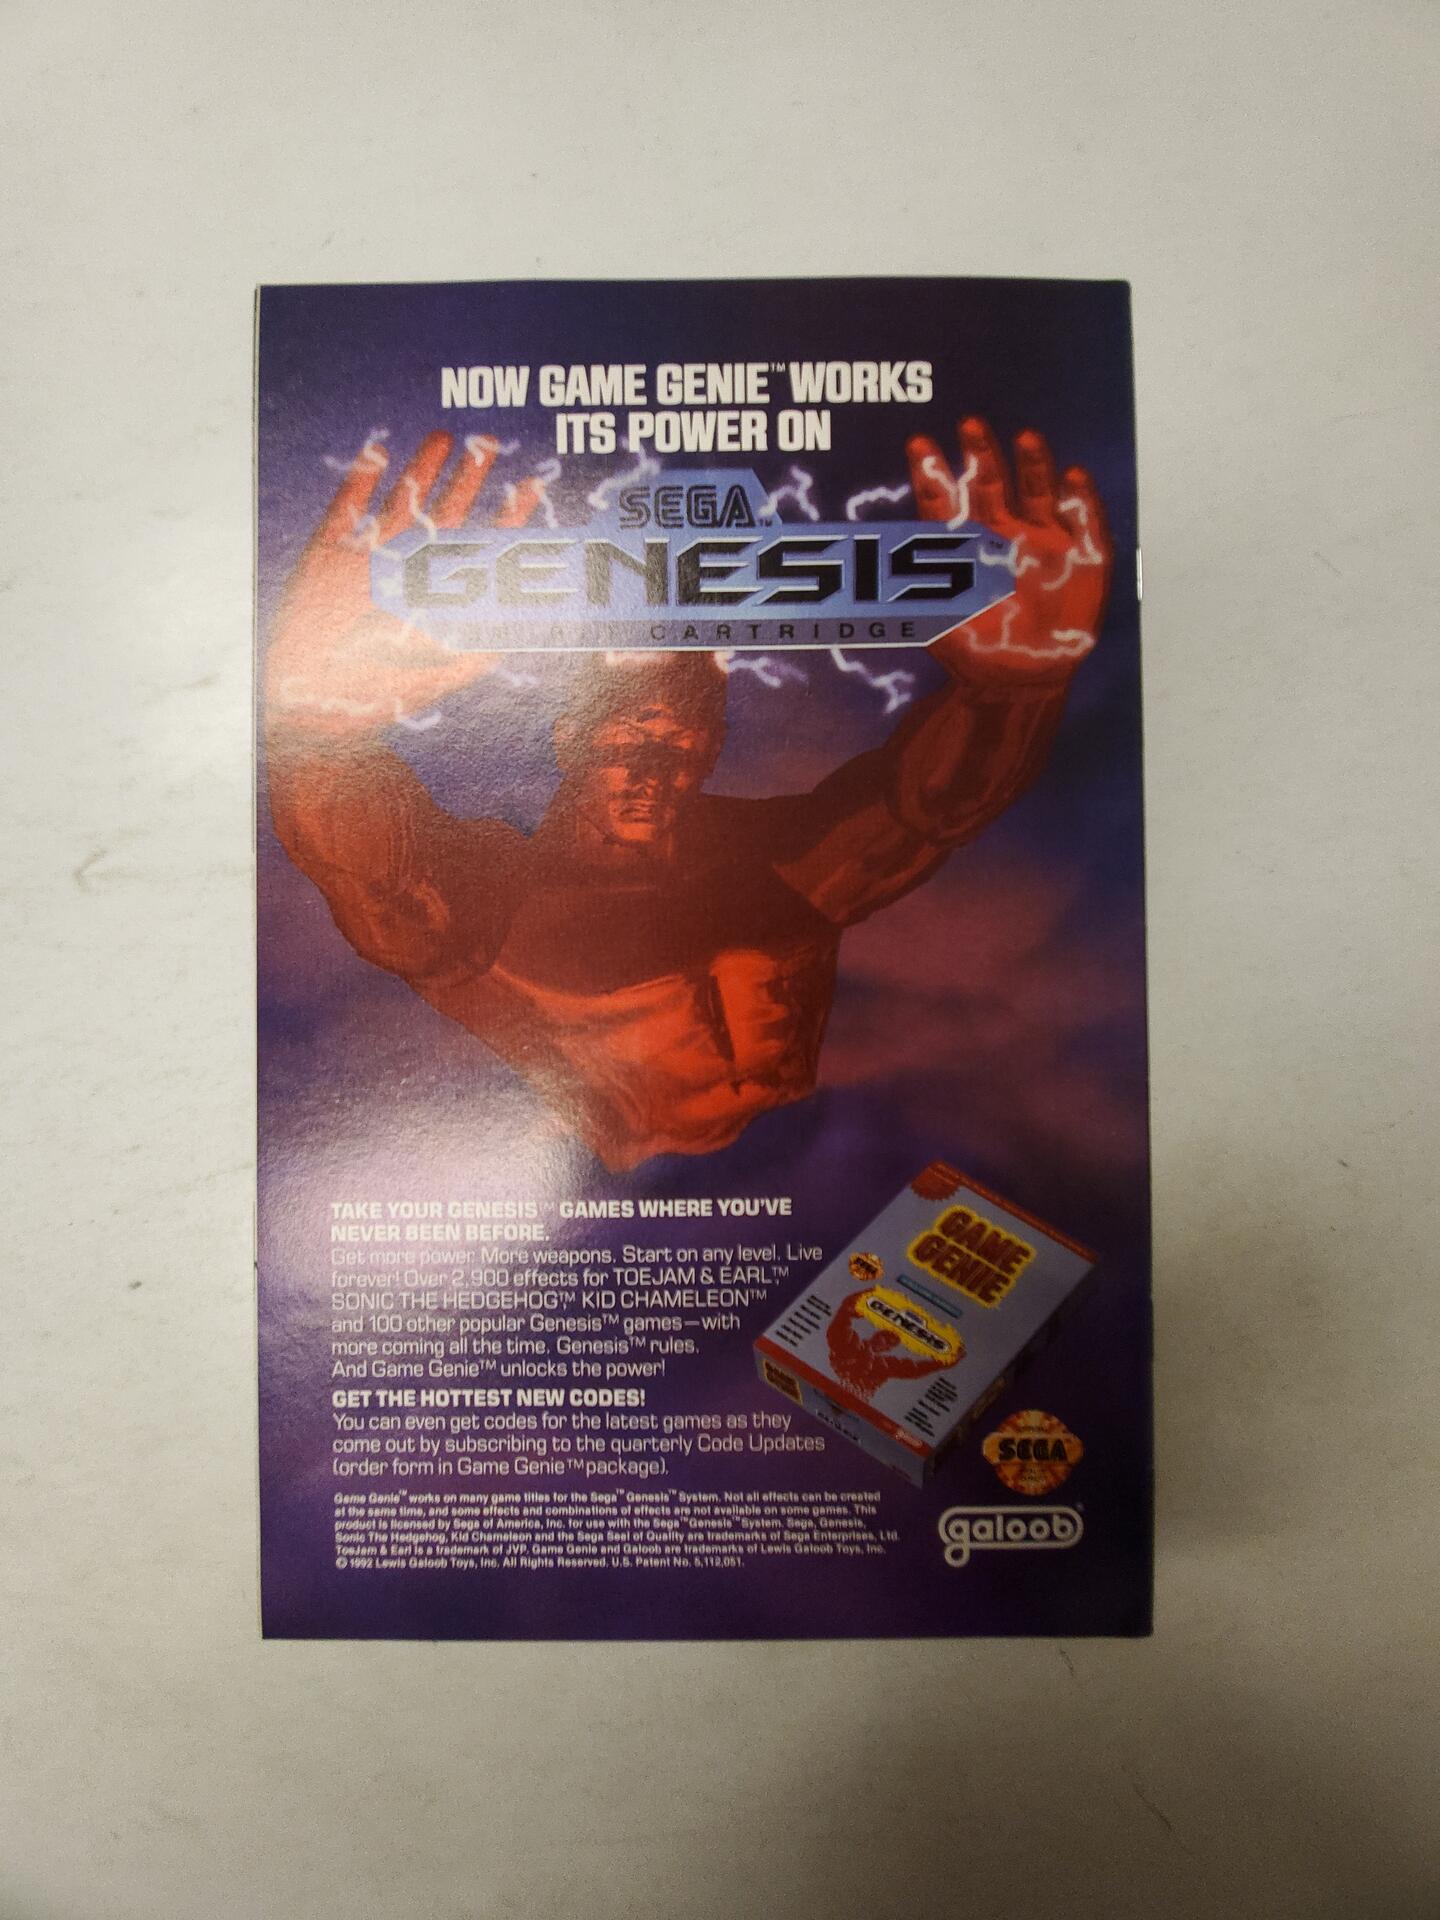 NOW GAME GENIE™ WORKS
ITS POWER ON
SEGA™
GENESIS™
CARTRIDGE
TAKE YOUR GENESIS™ GAMES WHERE YOU'VE
NEVER BEEN BEFORE.
Get more power. More weapons. Start on any level. Live
forever! Over 2,900 effects for TOEJAM & EARL,™
SONIC THE HEDGEHOG,™ KID CHAMELEON™
and 100 other popular Genesis™ games—with
more coming all the time. Genesis™ rules.
And Game Genie™ unlocks the power!
GET THE HOTTEST NEW CODES!
You can even get codes for the latest games as they
come out by subscribing to the quarterly Code Updates
(order form in Game Genie™ package).
Game Genie™ works on many game titles for the Sega™ Genesis™ System. Not all effects can be created
at the same time, and some effects and combinations of effects are not available on some games. This
product is licensed by Sega of America, Inc. for use with the Sega™ Genesis™ System. Sega, Genesis,
Sonic The Hedgehog, Kid Chameleon and the Sega Seal of Quality are trademarks of Sega Enterprises, Ltd.
ToeJam & Earl is a trademark of JVP. Game Genie and Galoob are trademarks of Lewis Galoob Toys, Inc.
© 1992 Lewis Galoob Toys, Inc. All Rights Reserved. U.S. Patent No. 5,112,051.
GAME
GENIE
GENESIS
SEGA
galoob®